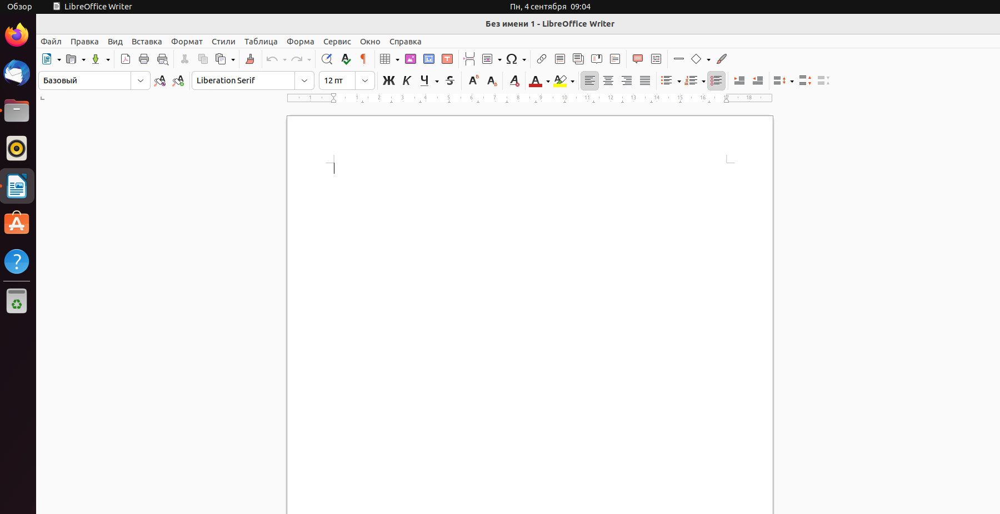 Обзор LibreOffice Writer Пн, 4 сентября 09:04
Без имени 1 - LibreOffice Writer
Файл Правка Вид Вставка Формат Стили Таблица Форма Сервис Окно Справка
Базовый Liberation Serif 12 пт Ж К Ч S
1 1 2 3 4 5 6 7 8 9 10 11 12 13 14 15 16 17 18